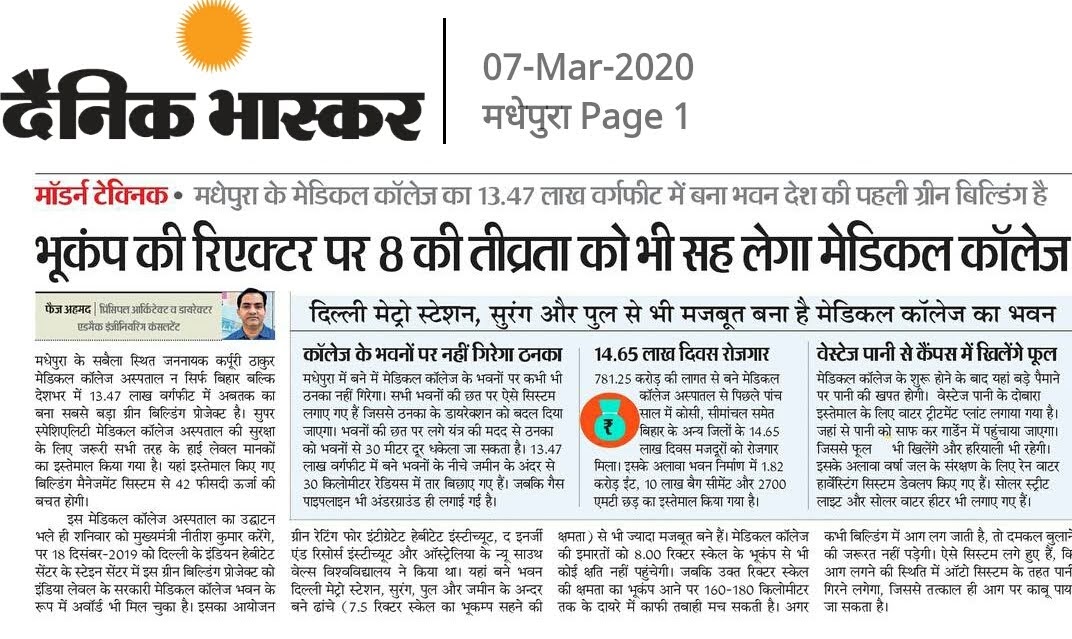 दैनिक भास्कर
07-Mar-2020
मधेपुरा Page 1
मॉडर्न टेक्निक • मधेपुरा के मेडिकल कॉलेज का 13.47 लाख वर्गफीट में बना भवन देश की पहली ग्रीन बिल्डिंग है
भूकंप की रिएक्टर पर 8 की तीव्रता को भी सह लेगा मेडिकल कॉलेज
फैज अहमद | प्रिंसिपल आर्किटेक्ट व डायरेक्टर
एडमैक इंजीनियरिंग कंसलटेंट
मधेपुरा के सबैला स्थित जननायक कर्पूरी ठाकुर
मेडिकल कॉलेज अस्पताल न सिर्फ बिहार बल्कि
देशभर में 13.47 लाख वर्गफीट में अबतक का
बना सबसे बड़ा ग्रीन बिल्डिंग प्रोजेक्ट है। सुपर
स्पेशिएलिटी मेडिकल कॉलेज अस्पताल की सुरक्षा
के लिए जरूरी सभी तरह के हाई लेवल मानकों
का इस्तेमाल किया गया है। यहां इस्तेमाल किए गए
बिल्डिंग मैनेजमेंट सिस्टम से 42 फीसदी ऊर्जा की
बचत होगी।
इस मेडिकल कॉलेज अस्पताल का उद्घाटन
भले ही शनिवार को मुख्यमंत्री नीतीश कुमार करेंगे,
पर 18 दिसंबर-2019 को दिल्ली के इंडियन हेबीटेट
सेंटर के स्टेइन सेंटर में इस ग्रीन बिल्डिंग प्रोजेक्ट को
इंडिया लेवल के सरकारी मेडिकल कॉलेज भवन के
रूप में अवॉर्ड भी मिल चुका है। इसका आयोजन
दिल्ली मेट्रो स्टेशन, सुरंग और पुल से भी मजबूत बना है मेडिकल कॉलेज का भवन
कॉलेज के भवनों पर नहीं गिरेगा ठनका
मधेपुरा में बने में मेडिकल कॉलेज के भवनों पर कभी भी
ठनका नहीं गिरेगा। सभी भवनों की छत पर ऐसे सिस्टम
लगाए गए हैं जिससे ठनका के डायरेक्शन को बदल दिया
जाएगा। भवनों की छत पर लगे यंत्र की मदद से ठनका
को भवनों से 30 मीटर दूर धकेला जा सकता है। 13.47
लाख वर्गफीट में बने भवनों के नीचे जमीन के अंदर से
30 किलोमीटर रेडियस में तार बिछाए गए हैं। जबकि गैस
पाइपलाइन भी अंडरग्राउंड ही लगाई गई है।
14.65 लाख दिवस रोजगार
781.25 करोड़ की लागत से बने मेडिकल
कॉलेज अस्पातल से पिछले पांच
साल में कोसी, सीमांचल समेत
बिहार के अन्य जिलों के 14.65
लाख दिवस मजदूरों को रोजगार
मिला। इसके अलावा भवन निर्माण में 1.82
करोड़ ईंट, 10 लाख बैग सीमेंट और 2700
एमटी छड़ का इस्तेमाल किया गया है।
₹
वेस्टेज पानी से कैंपस में खिलेंगे फूल
मेडिकल कॉलेज के शुरू होने के बाद यहां बड़े पैमाने
पर पानी की खपत होगी। वेस्टेज पानी के दोबारा
इस्तेमाल के लिए वाटर ट्रीटमेंट प्लांट लगाया गया है।
जहां से पानी को साफ कर गार्डेन में पहुंचाया जाएगा।
जिससे फूल भी खिलेंगे और हरियाली भी रहेगी।
इसके अलावा वर्षा जल के संरक्षण के लिए रेन वाटर
हार्वेस्टिंग सिस्टम डेवलप किए गए हैं। सोलर स्ट्रीट
लाइट और सोलर वाटर हीटर भी लगाए गए हैं।
ग्रीन रेटिंग फोर इंटीग्रेटेट हेबीटेट इंस्टीच्यूट, द इनर्जी
एंड रिसोर्स इंस्टीच्यूट और ऑस्ट्रेलिया के न्यू साउथ
वेल्स विश्वविद्यालय ने किया था। यहां बने भवन
दिल्ली मेट्रो स्टेशन, सुरंग, पुल और जमीन के अन्दर
बने ढांचे (7.5 रिक्टर स्केल का भूकम्प सहने की
क्षमता) से भी ज्यादा मजबूत बने हैं। मेडिकल कॉलेज
की इमारतों को 8.00 रिक्टर स्केल के भूकंप से भी
कोई क्षति नहीं पहुंचेगी। जबकि उक्त रिक्टर स्केल
की क्षमता का भूकंप आने पर 160-180 किलोमीटर
तक के दायरे में काफी तबाही मच सकती है। अगर
कभी बिल्डिंग में आग लग जाती है, तो दमकल बुलाने
की जरूरत नहीं पड़ेगी। ऐसे सिस्टम लगे हुए हैं, कि
आग लगने की स्थिति में ऑटो सिस्टम के तहत पानी
गिरने लगेगा, जिससे तत्काल ही आग पर काबू पाय
जा सकता है।